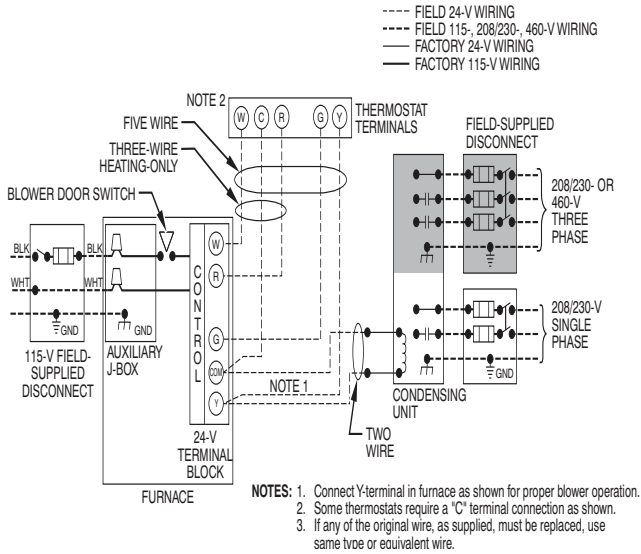 FIELD 24-V WIRING
FIELD 115-, 208/230-, 460-V WIRING
FACTORY 24-V WIRING
FACTORY 115-V WIRING
NOTE 2
W C R G Y
THERMOSTAT
TERMINALS
FIVE WIRE
THREE-WIRE
HEATING-ONLY
BLOWER DOOR SWITCH
FIELD-SUPPLIED
DISCONNECT
208/230- OR
460-V
THREE
PHASE
BLK
BLK
WHT
WHT
GND
GND
CONTROL
W
R
G
COM
Y
NOTE 1
115-V FIELD-
SUPPLIED
DISCONNECT
AUXILIARY
J-BOX
24-V
TERMINAL
BLOCK
FURNACE
TWO
WIRE
CONDENSING
UNIT
GND
208/230-V
SINGLE
PHASE
NOTES: 1. Connect Y-terminal in furnace as shown for proper blower operation.
2. Some thermostats require a "C" terminal connection as shown.
3. If any of the original wire, as supplied, must be replaced, use
same type or equivalent wire.